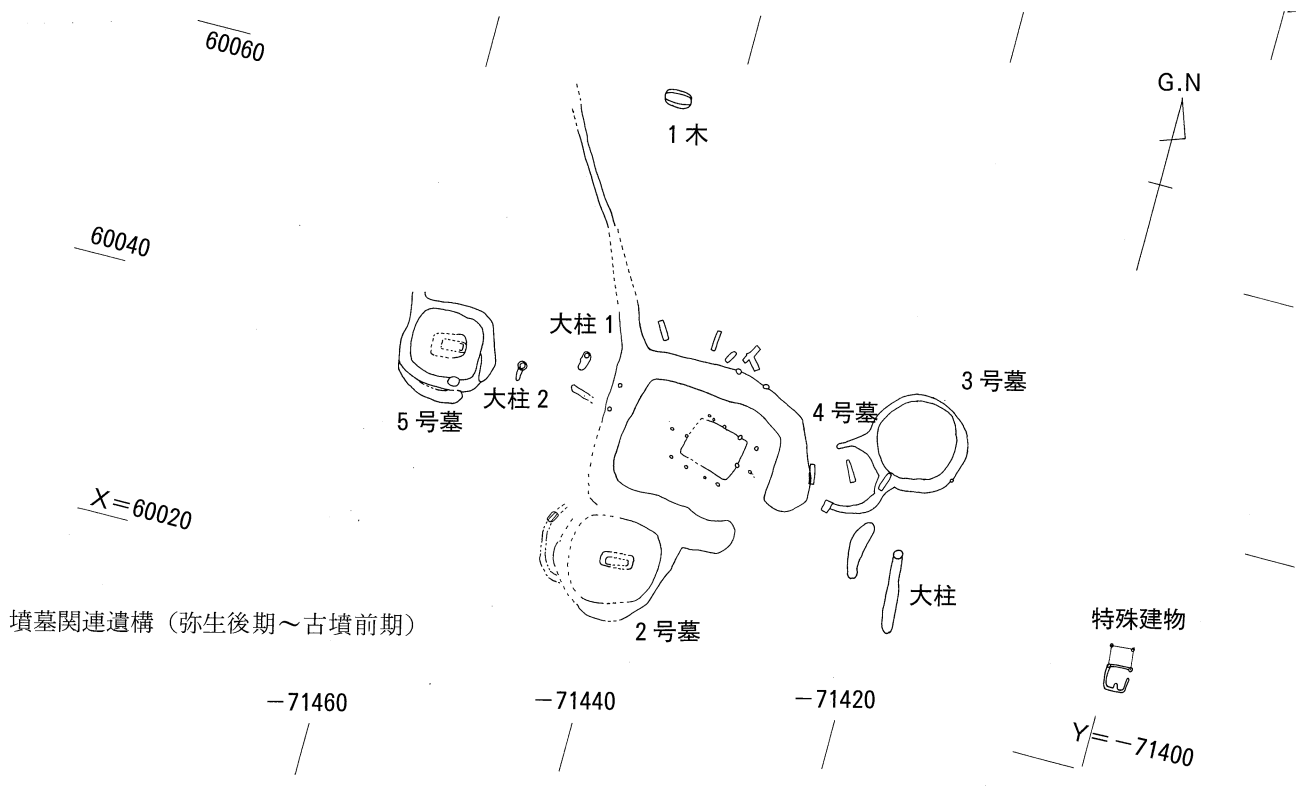 60060
G.N
1木
60040
大柱1
3号墓
大柱2
4号墓
5号墓
X=60020
大柱
墳墓関連遺構（弥生後期～古墳前期）
2号墓
特殊建物
-71460
-71440
-71420
Y=-71400